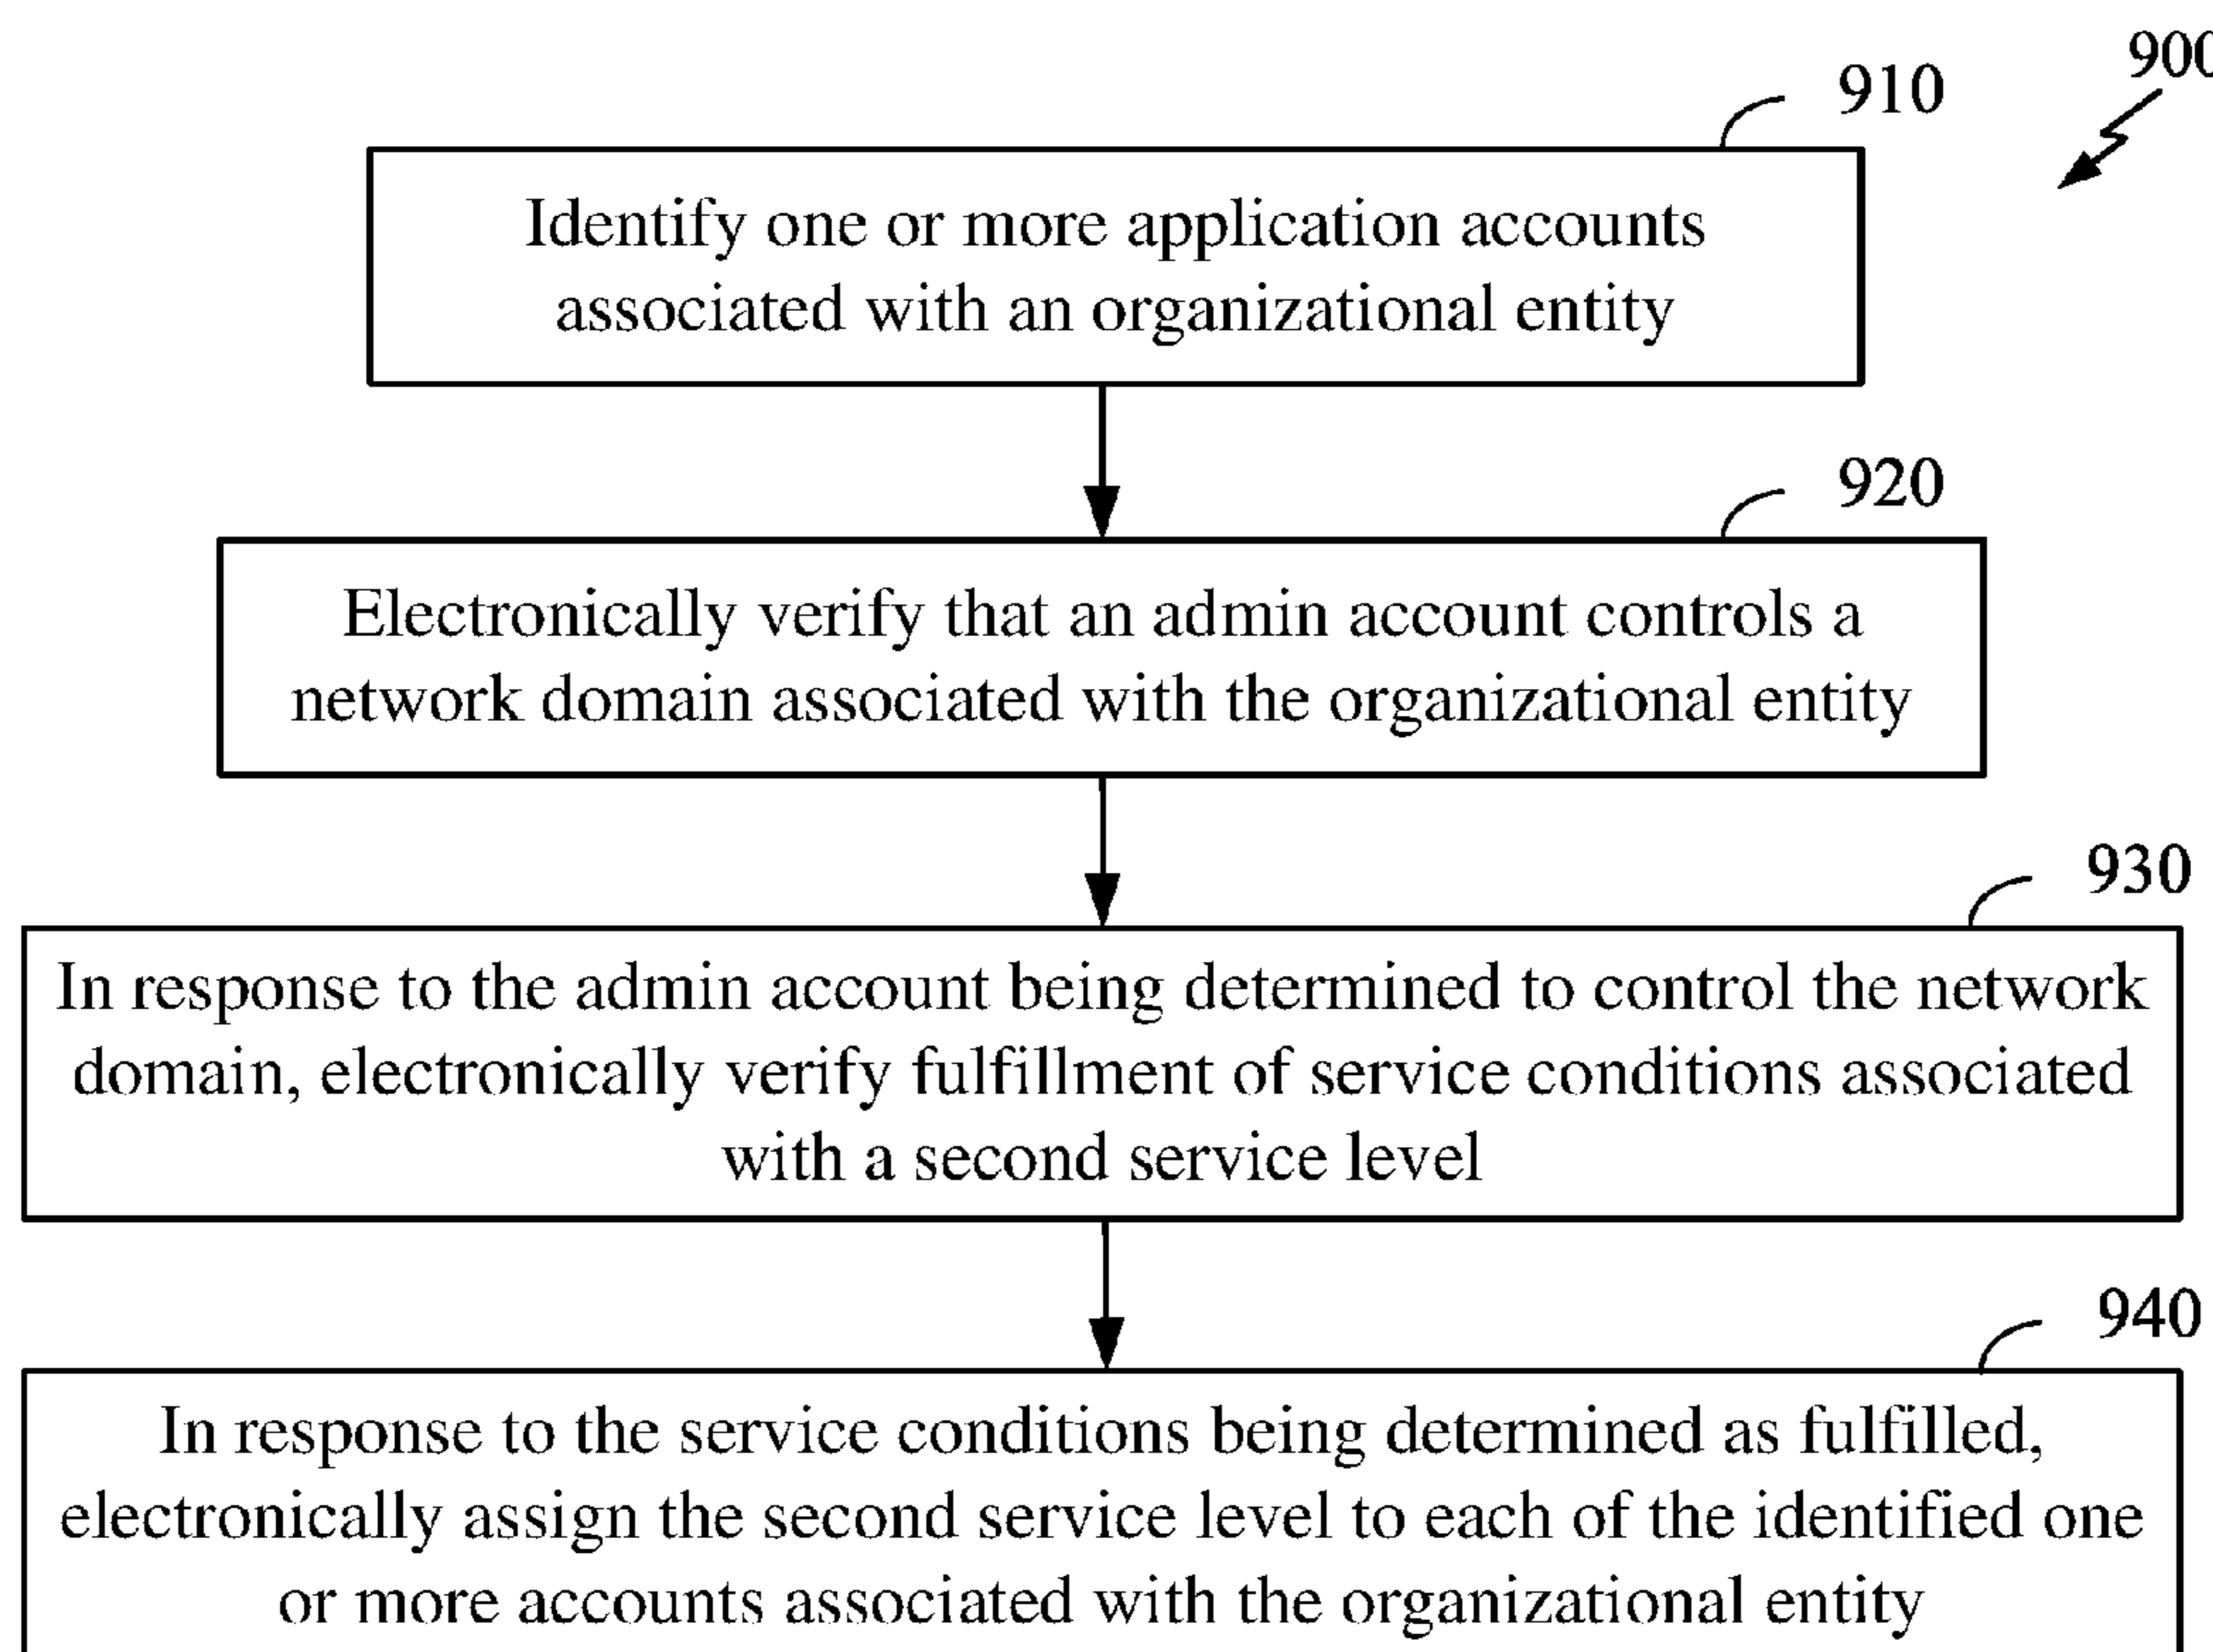 900
910
Identify one or more application accounts
associated with an organizational entity
920
Electronically verify that an admin account controls a
network domain associated with the organizational entity
930
In response to the admin account being determined to control the network
domain, electronically verify fulfillment of service conditions associated
with a second service level
940
In response to the service conditions being determined as fulfilled,
electronically assign the second service level to each of the identified one
or more accounts associated with the organizational entity